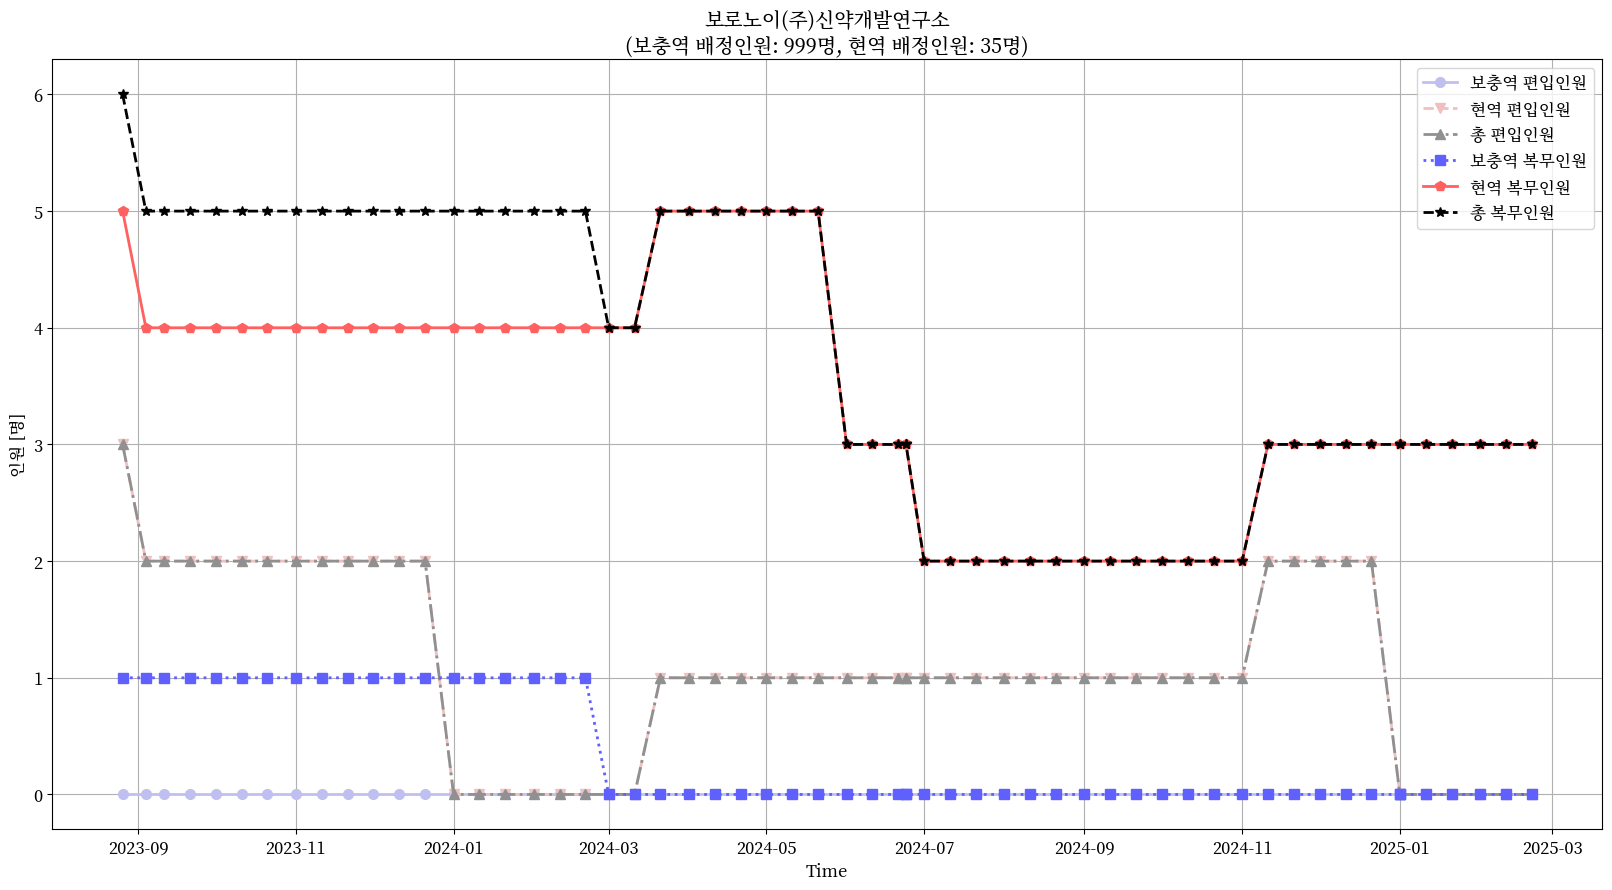 보로노이(주)신약개발연구소
(보충역 배정인원: 999명, 현역 배정인원: 35명)
보충역 편입인원
현역 편입인원
총 편입인원
보충역 복무인원
현역 복무인원
총 복무인원
인원 [명]
6
5
4
3
2
1
0
2023-09
2023-11
2024-01
2024-03
2024-05
2024-07
2024-09
2024-11
2025-01
2025-03
Time